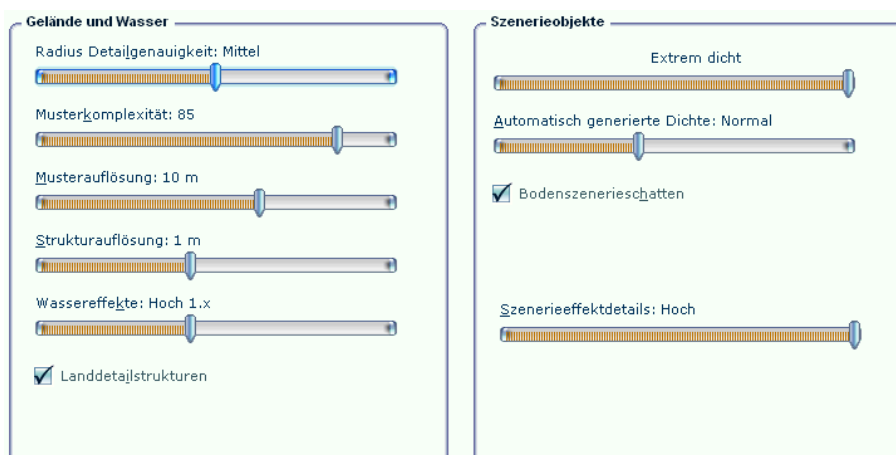 Gelände und Wasser
Radius Detailgenauigkeit: Mittel
Musterkomplexität: 85
Musterauflösung: 10 m
Strukturauflösung: 1 m
Wassereffekte: Hoch 1.x
Landdetailstrukturen
Szenerieobjekte
Extrem dicht
Automatisch generierte Dichte: Normal
Bodenszenerieschatten
Szenerieeffektdetails: Hoch